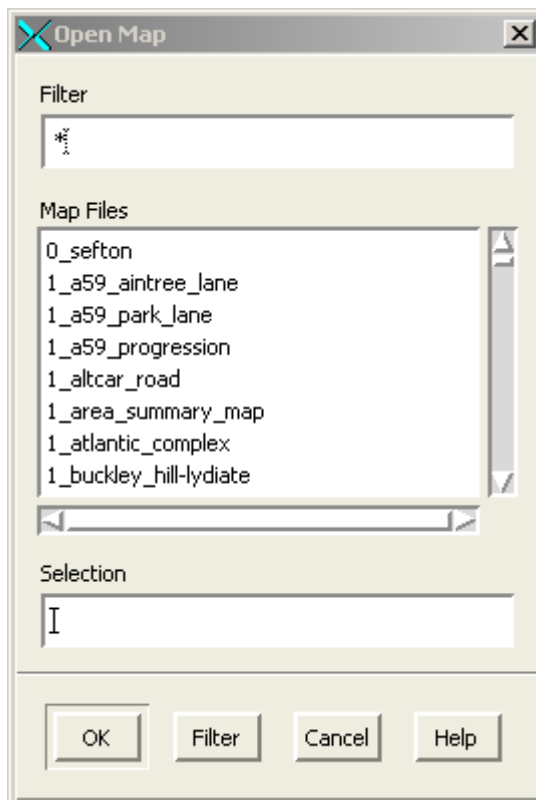 Open Map
Filter
*
Map Files
0_sefton
1_a59_aintree_lane
1_a59_park_lane
1_a59_progression
1_altcar_road
1_area_summary_map
1_atlantic_complex
1_buckley_hill-lydiate
Selection
OK Filter Cancel Help